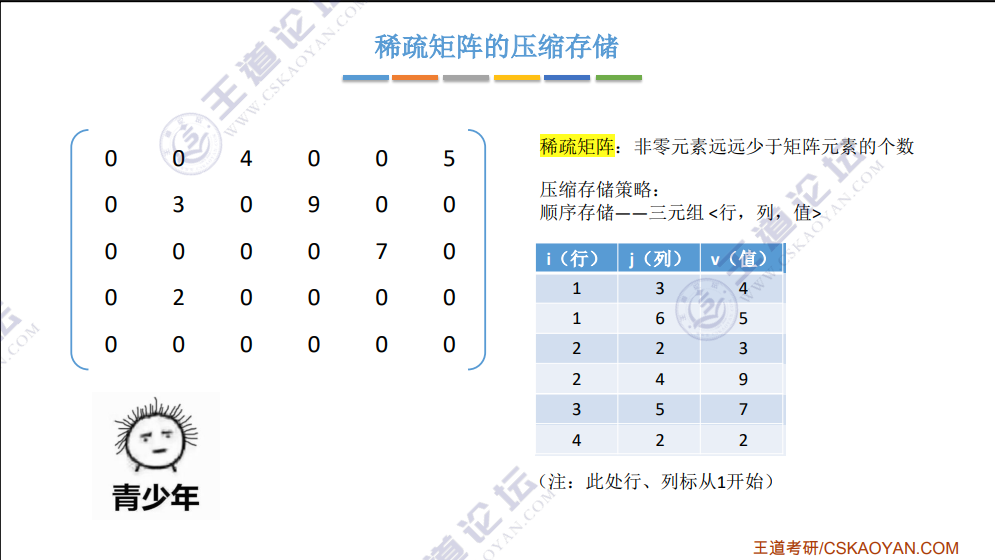 稀疏矩阵的压缩存储
0 0 4 0 0 5
0 3 0 9 0 0
0 0 0 0 7 0
0 2 0 0 0 0
0 0 0 0 0 0
青少年
稀疏矩阵：非零元素远远少于矩阵元素的个数
压缩存储策略：
顺序存储——三元组 <行，列，值>
i（行） j（列） v（值）
1 3 4
1 6 5
2 2 3
2 4 9
3 5 7
4 2 2
（注：此处行、列标从1开始）
王道论坛
WWW.CSKAOYAN.COM
王道考研/CSKAOYAN.COM